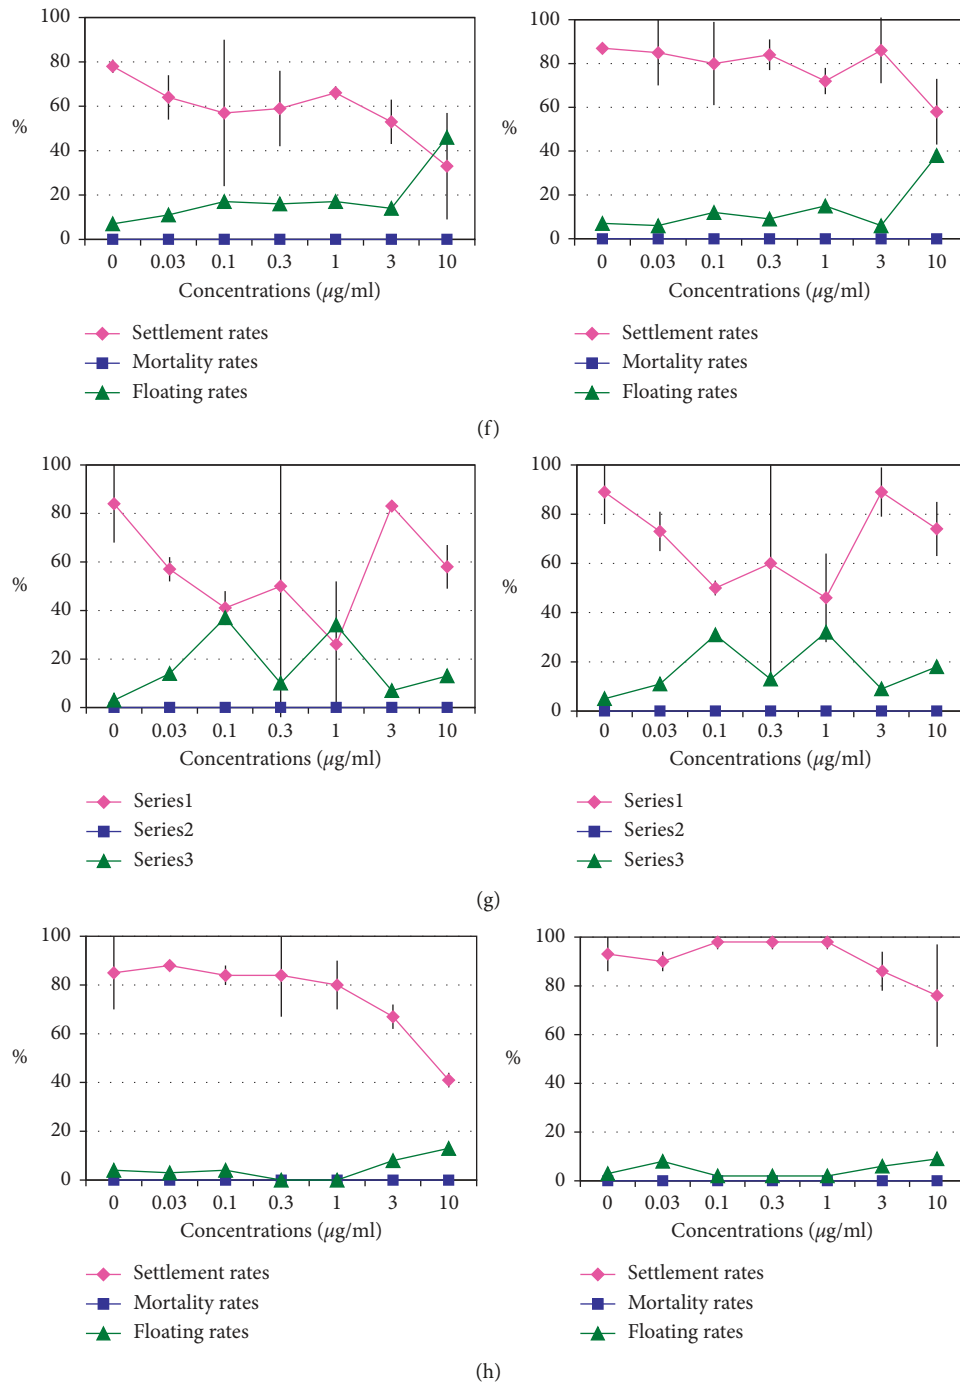 100
80
60
%
40
20
0
0 0.03 0.1 0.3 1 3 10
Concentrations (µg/ml)
Settlement rates
Mortality rates
Floating rates
100
80
60
%
40
20
0
0 0.03 0.1 0.3 1 3 10
Concentrations (µg/ml)
Settlement rates
Mortality rates
Floating rates
(f)
100
80
60
%
40
20
0
0 0.03 0.1 0.3 1 3 10
Concentrations (µg/ml)
Series1
Series2
Series3
100
80
60
%
40
20
0
0 0.03 0.1 0.3 1 3 10
Concentrations (µg/ml)
Series1
Series2
Series3
(g)
100
80
60
%
40
20
0
0 0.03 0.1 0.3 1 3 10
Concentrations (µg/ml)
Settlement rates
Mortality rates
Floating rates
100
80
60
%
40
20
0
0 0.03 0.1 0.3 1 3 10
Concentrations (µg/ml)
Settlement rates
Mortality rates
Floating rates
(h)